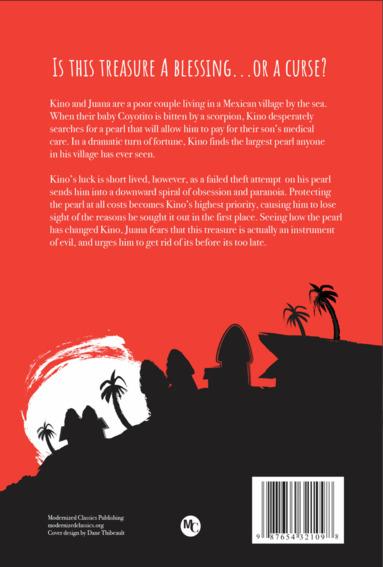 Is this treasure a blessing...or a curse?
Kino and Juana are a poor couple living in a Mexican village by the sea.
When their baby Coyotito is bitten by a scorpion, Kino desperately
searches for a pearl that will allow him to pay for their son's medical
care. In a dramatic turn of fortune, Kino finds the largest pearl anyone
in his village has ever seen.
Kino's luck is short lived, however, as a failed theft attempt on his pearl
sends him into a downward spiral of obsession and paranoia. Protecting
the pearl at all costs becomes Kino's highest priority, causing him to lose
sight of the reasons he sought it out in the first place. Seeing how the pearl
has changed Kino, Juana fears that this treasure is actually an instrument
of evil, and urges him to get rid of its before its too late.
Modernized Classics Publishing
modernizedclassics.org
Cover design by Dane Thibeault
MC
9 87654 32109 8